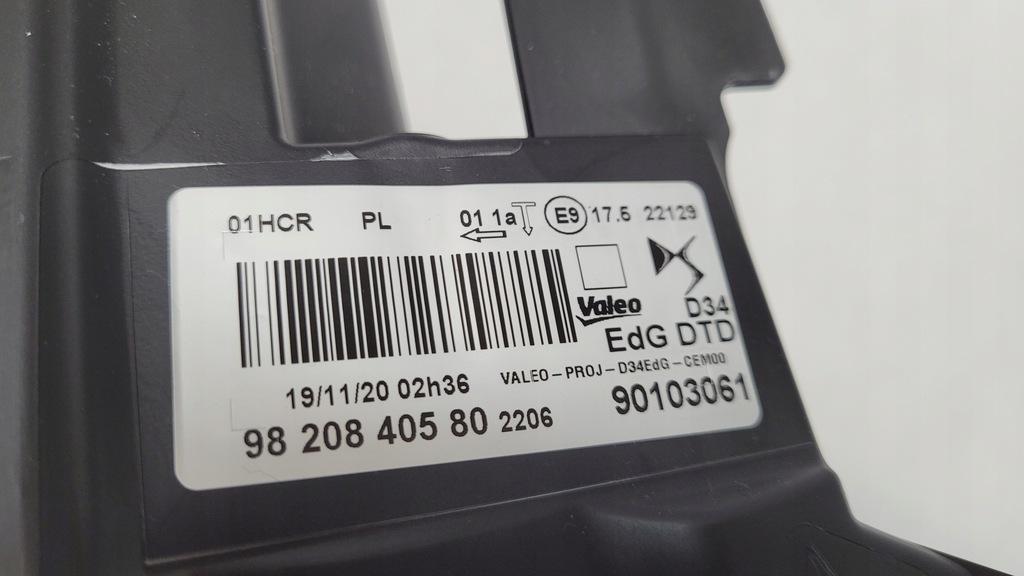 01HCR PL 01 1a E9 17.5 22129
Valeo D34
EdG DTD
19/11/20 02h36 VALEO-PROJ-D34EdG-CEM00
98 208 405 80 2206 90103061